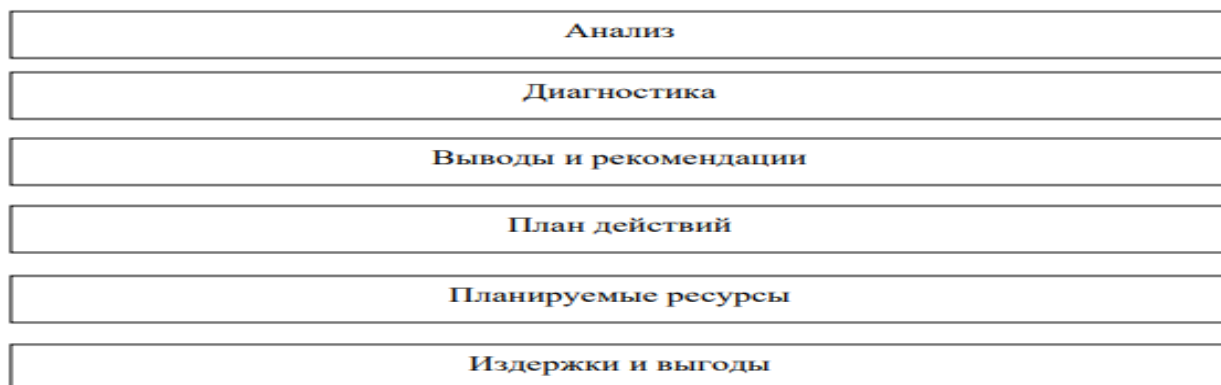 Анализ
Диагностика
Выводы и рекомендации
План действий
Планируемые ресурсы
Издержки и выгоды